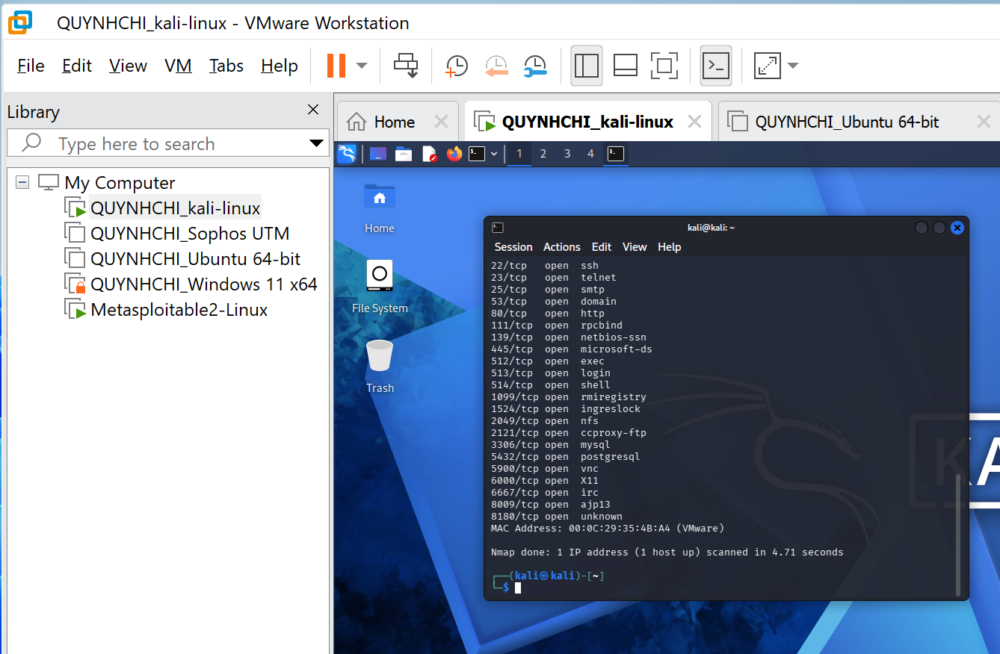 QUYNHCHI_kali-linux - VMware Workstation
File Edit View VM Tabs Help
Library
Type here to search
My Computer
QUYNHCHI_kali-linux
QUYNHCHI_Sophos UTM
QUYNHCHI_Ubuntu 64-bit
QUYNHCHI_Windows 11 x64
Metasploitable2-Linux
Home
QUYNHCHI_kali-linux
QUYNHCHI_Ubuntu 64-bit
1 2 3 4
Home
File System
Trash
kali@kali: ~
Session Actions Edit View Help
22/tcp   open  ssh
23/tcp   open  telnet
25/tcp   open  smtp
53/tcp   open  domain
80/tcp   open  http
111/tcp  open  rpcbind
139/tcp  open  netbios-ssn
445/tcp  open  microsoft-ds
512/tcp  open  exec
513/tcp  open  login
514/tcp  open  shell
1099/tcp open  rmiregistry
1524/tcp open  ingreslock
2049/tcp open  nfs
2121/tcp open  ccproxy-ftp
3306/tcp open  mysql
5432/tcp open  postgresql
5900/tcp open  vnc
6000/tcp open  X11
6667/tcp open  irc
8009/tcp open  ajp13
8180/tcp open  unknown
MAC Address: 00:0C:29:35:4B:A4 (VMware)
Nmap done: 1 IP address (1 host up) scanned in 4.71 seconds
┌──(kali㉿kali)-[~]
└─$
KA